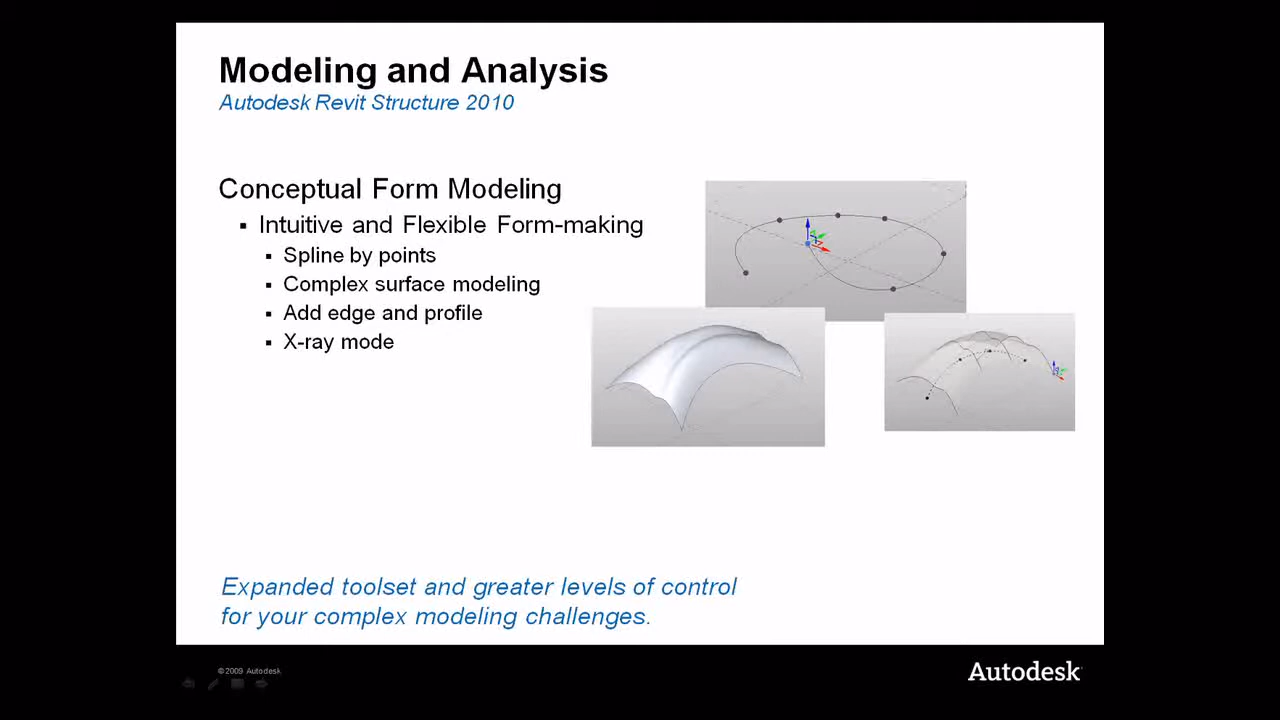 Modeling and Analysis
Autodesk Revit Structure 2010
Conceptual Form Modeling
▪ Intuitive and Flexible Form-making
▪ Spline by points
▪ Complex surface modeling
▪ Add edge and profile
▪ X-ray mode
Expanded toolset and greater levels of control
for your complex modeling challenges.
©2009 Autodesk
Autodesk